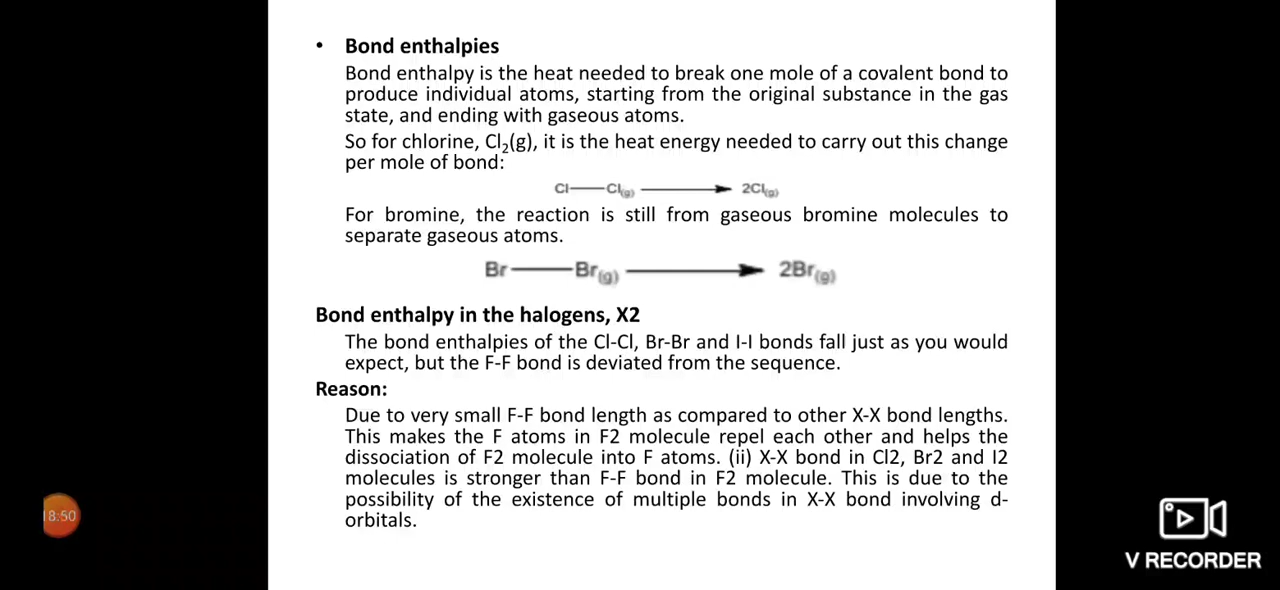 • Bond enthalpies
Bond enthalpy is the heat needed to break one mole of a covalent bond to
produce individual atoms, starting from the original substance in the gas
state, and ending with gaseous atoms.
So for chlorine, Cl₂(g), it is the heat energy needed to carry out this change
per mole of bond:
Cl—Cl(g) ⟶ 2Cl(g)
For bromine, the reaction is still from gaseous bromine molecules to
separate gaseous atoms.
Br—Br(g) ⟶ 2Br(g)
Bond enthalpy in the halogens, X2
The bond enthalpies of the Cl-Cl, Br-Br and I-I bonds fall just as you would
expect, but the F-F bond is deviated from the sequence.
Reason:
Due to very small F-F bond length as compared to other X-X bond lengths.
This makes the F atoms in F2 molecule repel each other and helps the
dissociation of F2 molecule into F atoms. (ii) X-X bond in Cl2, Br2 and I2
molecules is stronger than F-F bond in F2 molecule. This is due to the
possibility of the existence of multiple bonds in X-X bond involving d-
orbitals.
8:50
V RECORDER